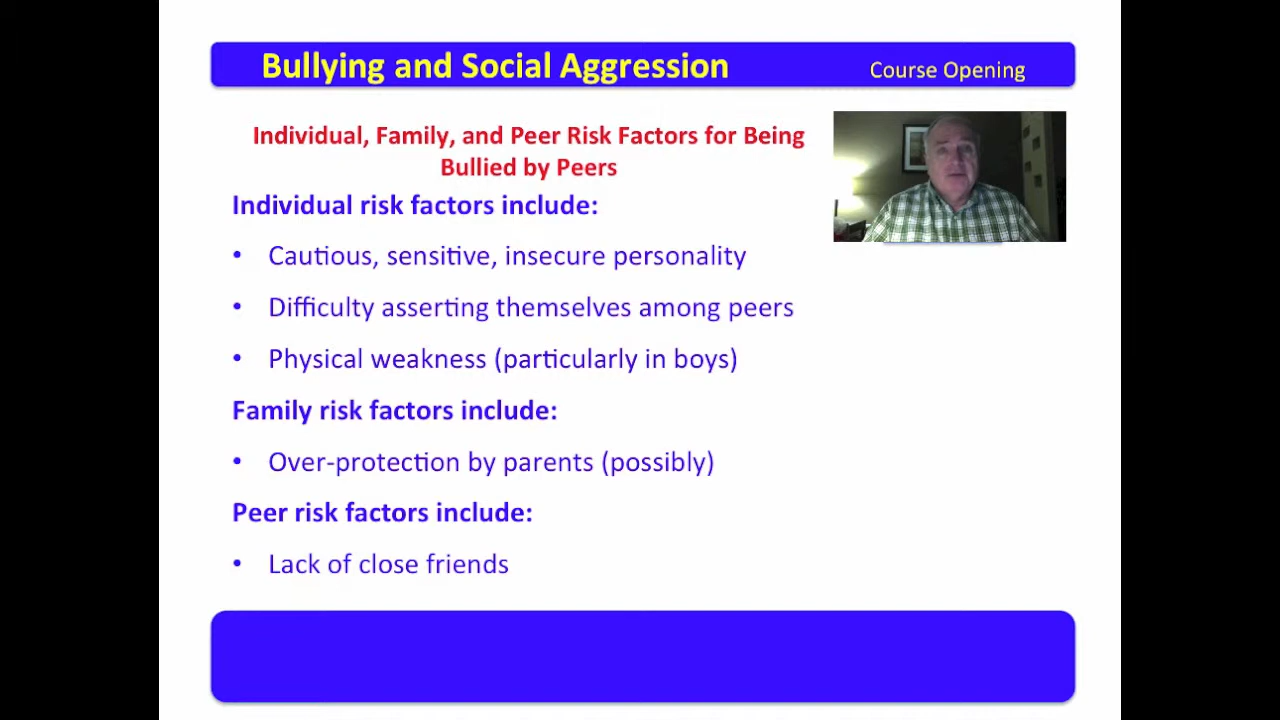 Bullying and Social Aggression
Course Opening
Individual, Family, and Peer Risk Factors for Being
Bullied by Peers
Individual risk factors include:
• Cautious, sensitive, insecure personality
• Difficulty asserting themselves among peers
• Physical weakness (particularly in boys)
Family risk factors include:
• Over-protection by parents (possibly)
Peer risk factors include:
• Lack of close friends